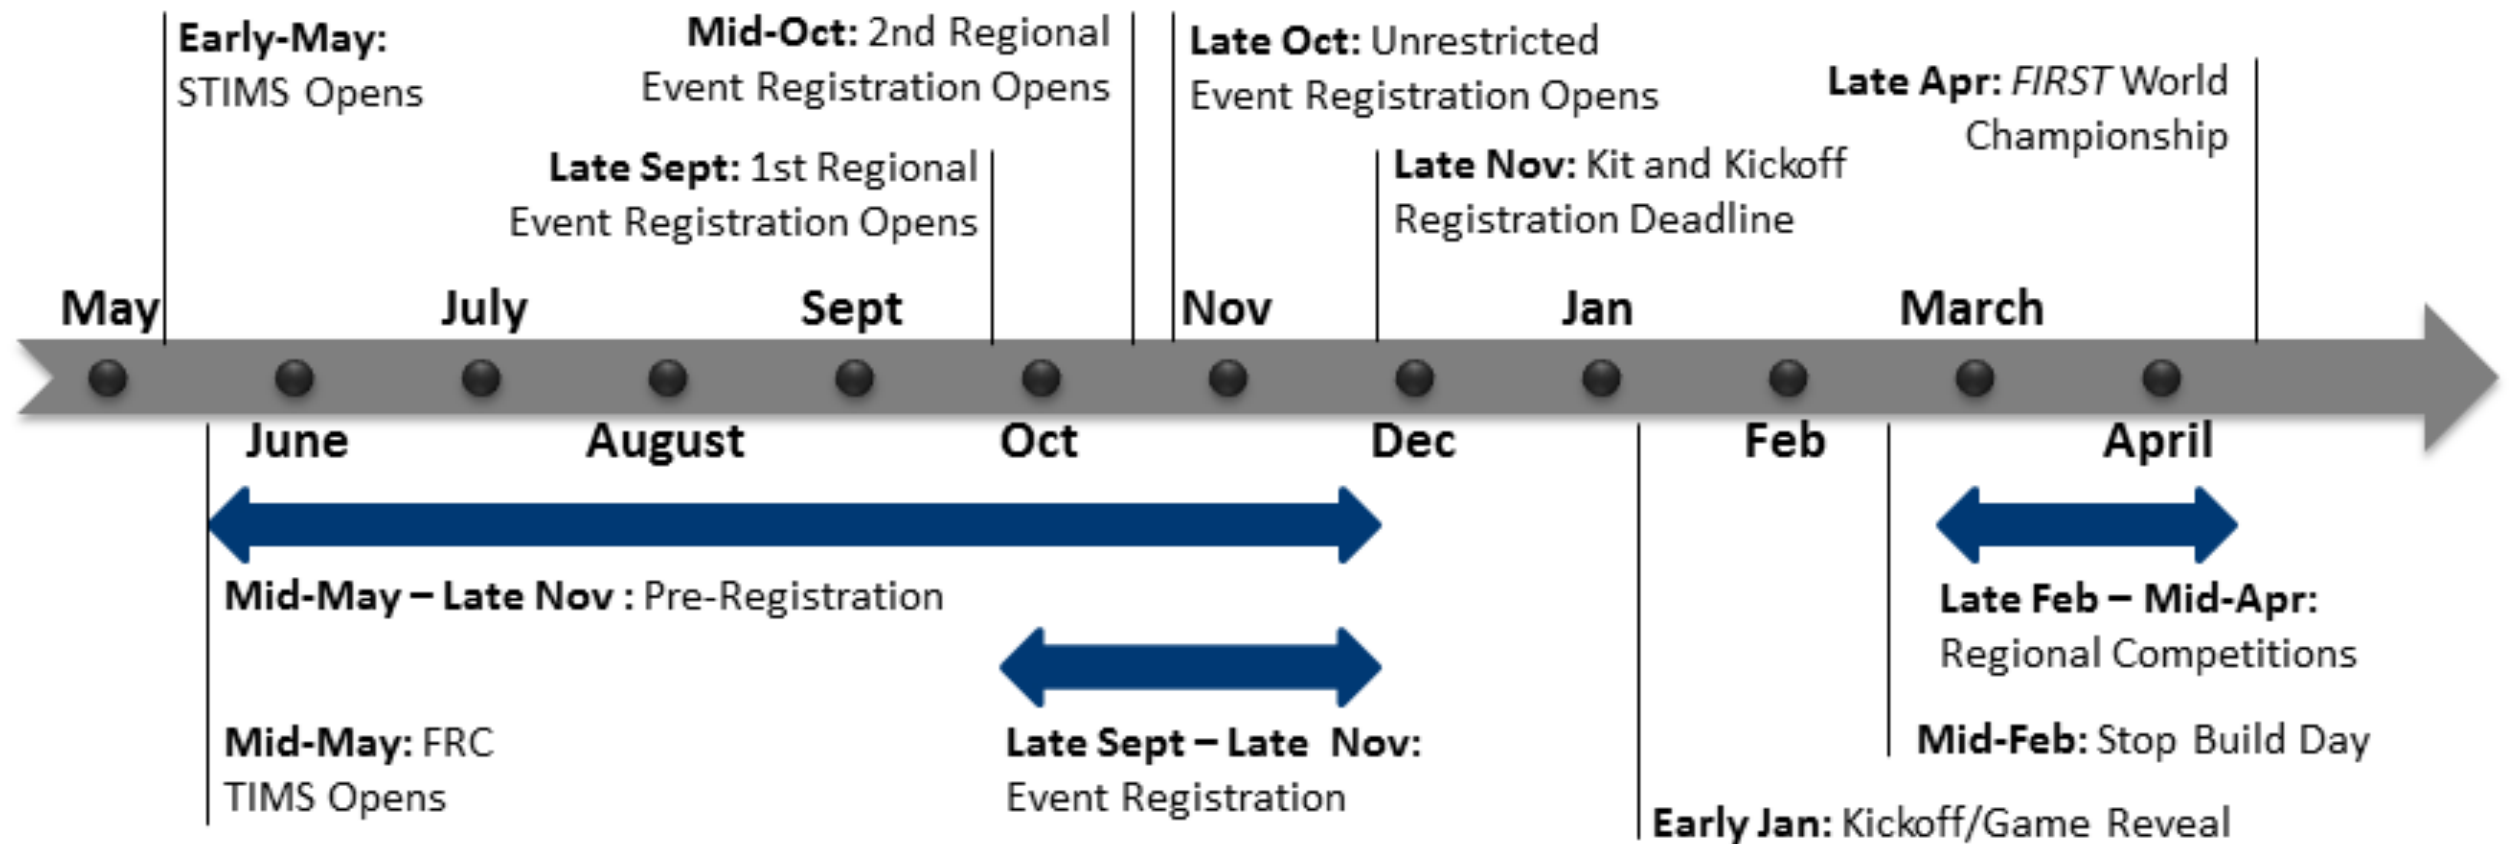 Early-May:
STIMS Opens
Mid-Oct: 2nd Regional
Event Registration Opens
Late Oct: Unrestricted
Event Registration Opens
Late Apr: FIRST World
Championship
Late Sept: 1st Regional
Event Registration Opens
Late Nov: Kit and Kickoff
Registration Deadline
May
July
Sept
Nov
Jan
March
June
August
Oct
Dec
Feb
April
Mid-May – Late Nov : Pre-Registration
Late Feb – Mid-Apr:
Regional Competitions
Mid-May: FRC
TIMS Opens
Late Sept – Late Nov:
Event Registration
Mid-Feb: Stop Build Day
Early Jan: Kickoff/Game Reveal